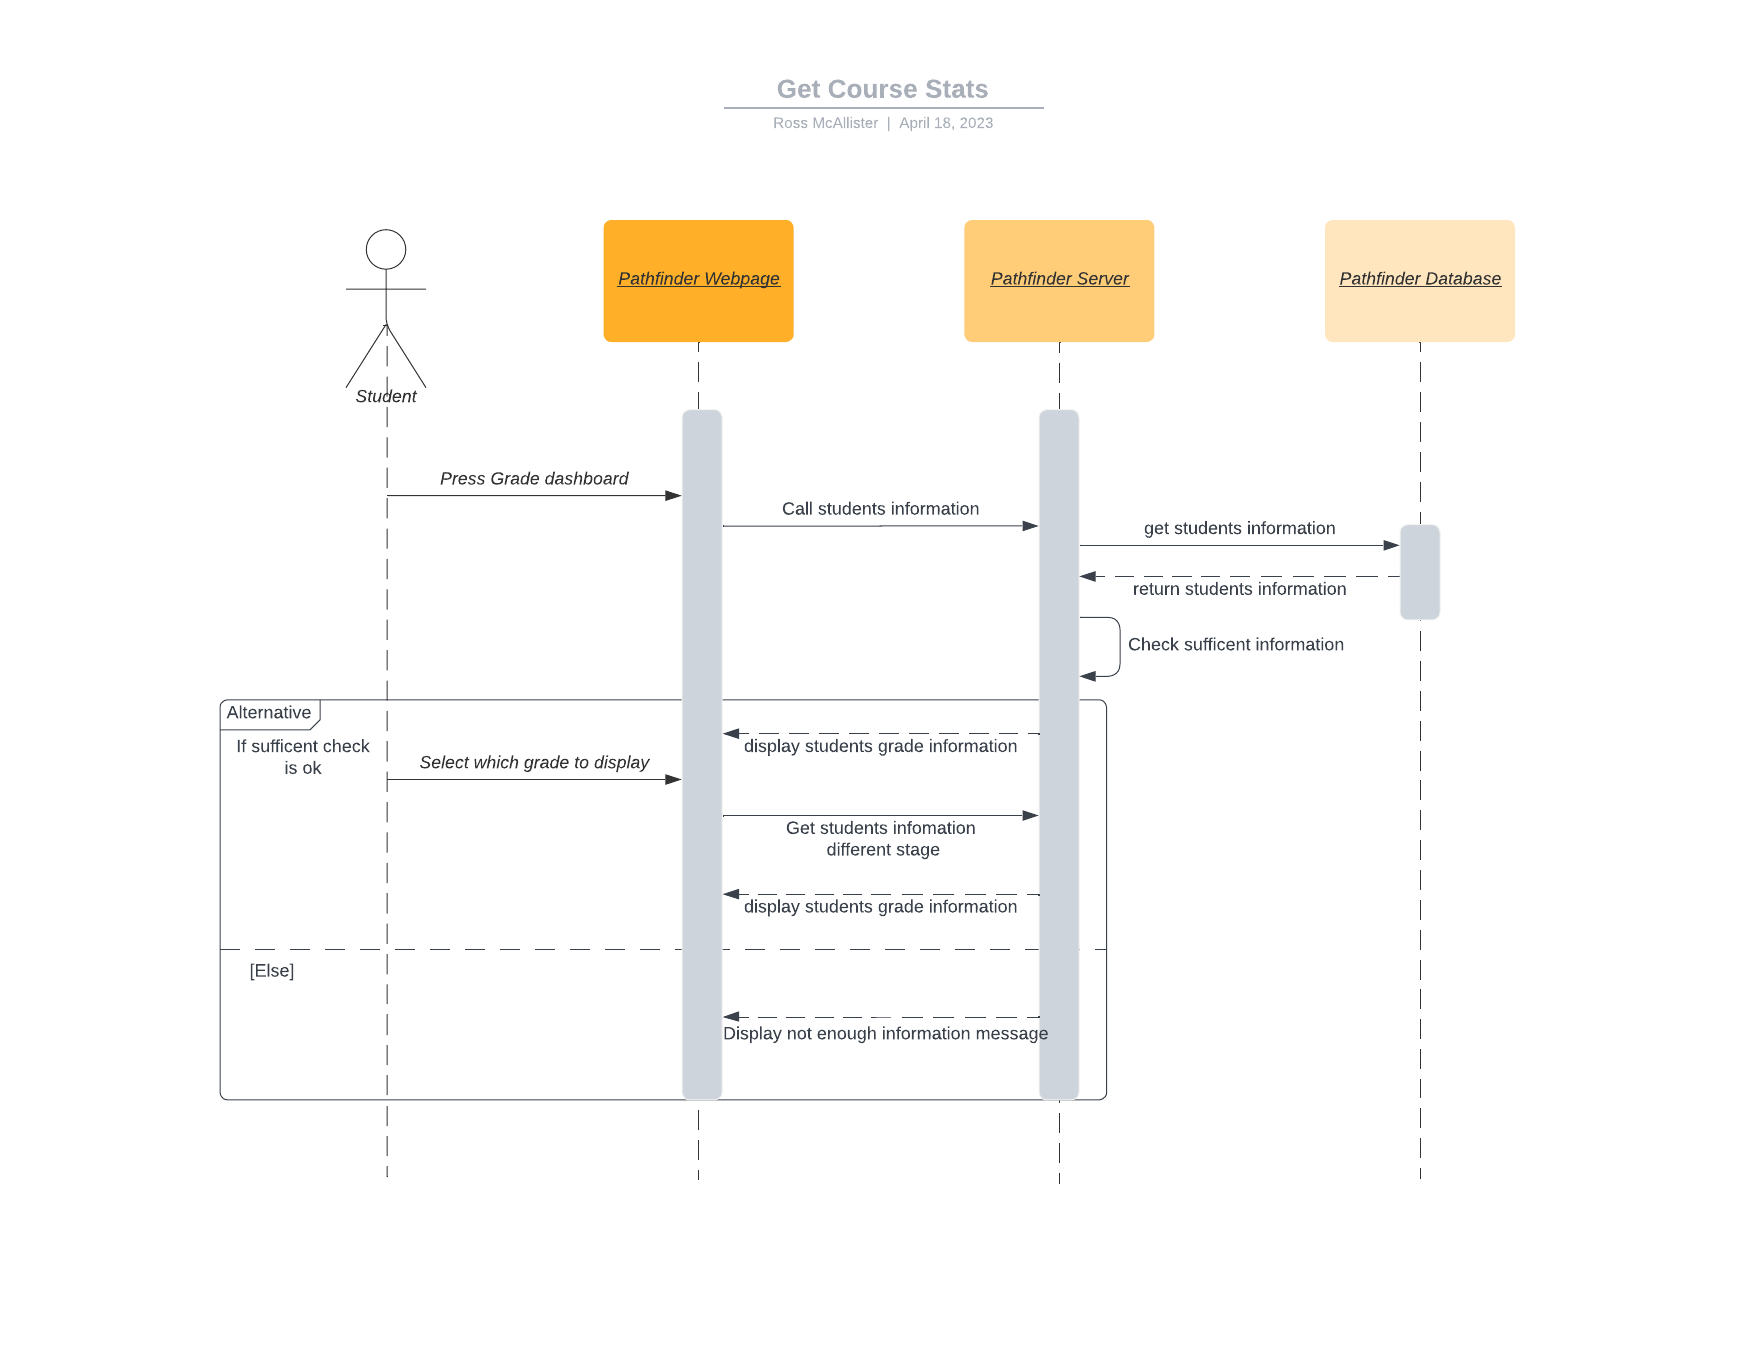 Get Course Stats
Ross McAllister | April 18, 2023
Pathfinder Webpage
Pathfinder Server
Pathfinder Database
Student
Press Grade dashboard
Call students information
get students information
return students information
Check sufficent information
Alternative
If sufficent check
is ok
display students grade information
Select which grade to display
Get students infomation
different stage
display students grade information
[Else]
Display not enough information message